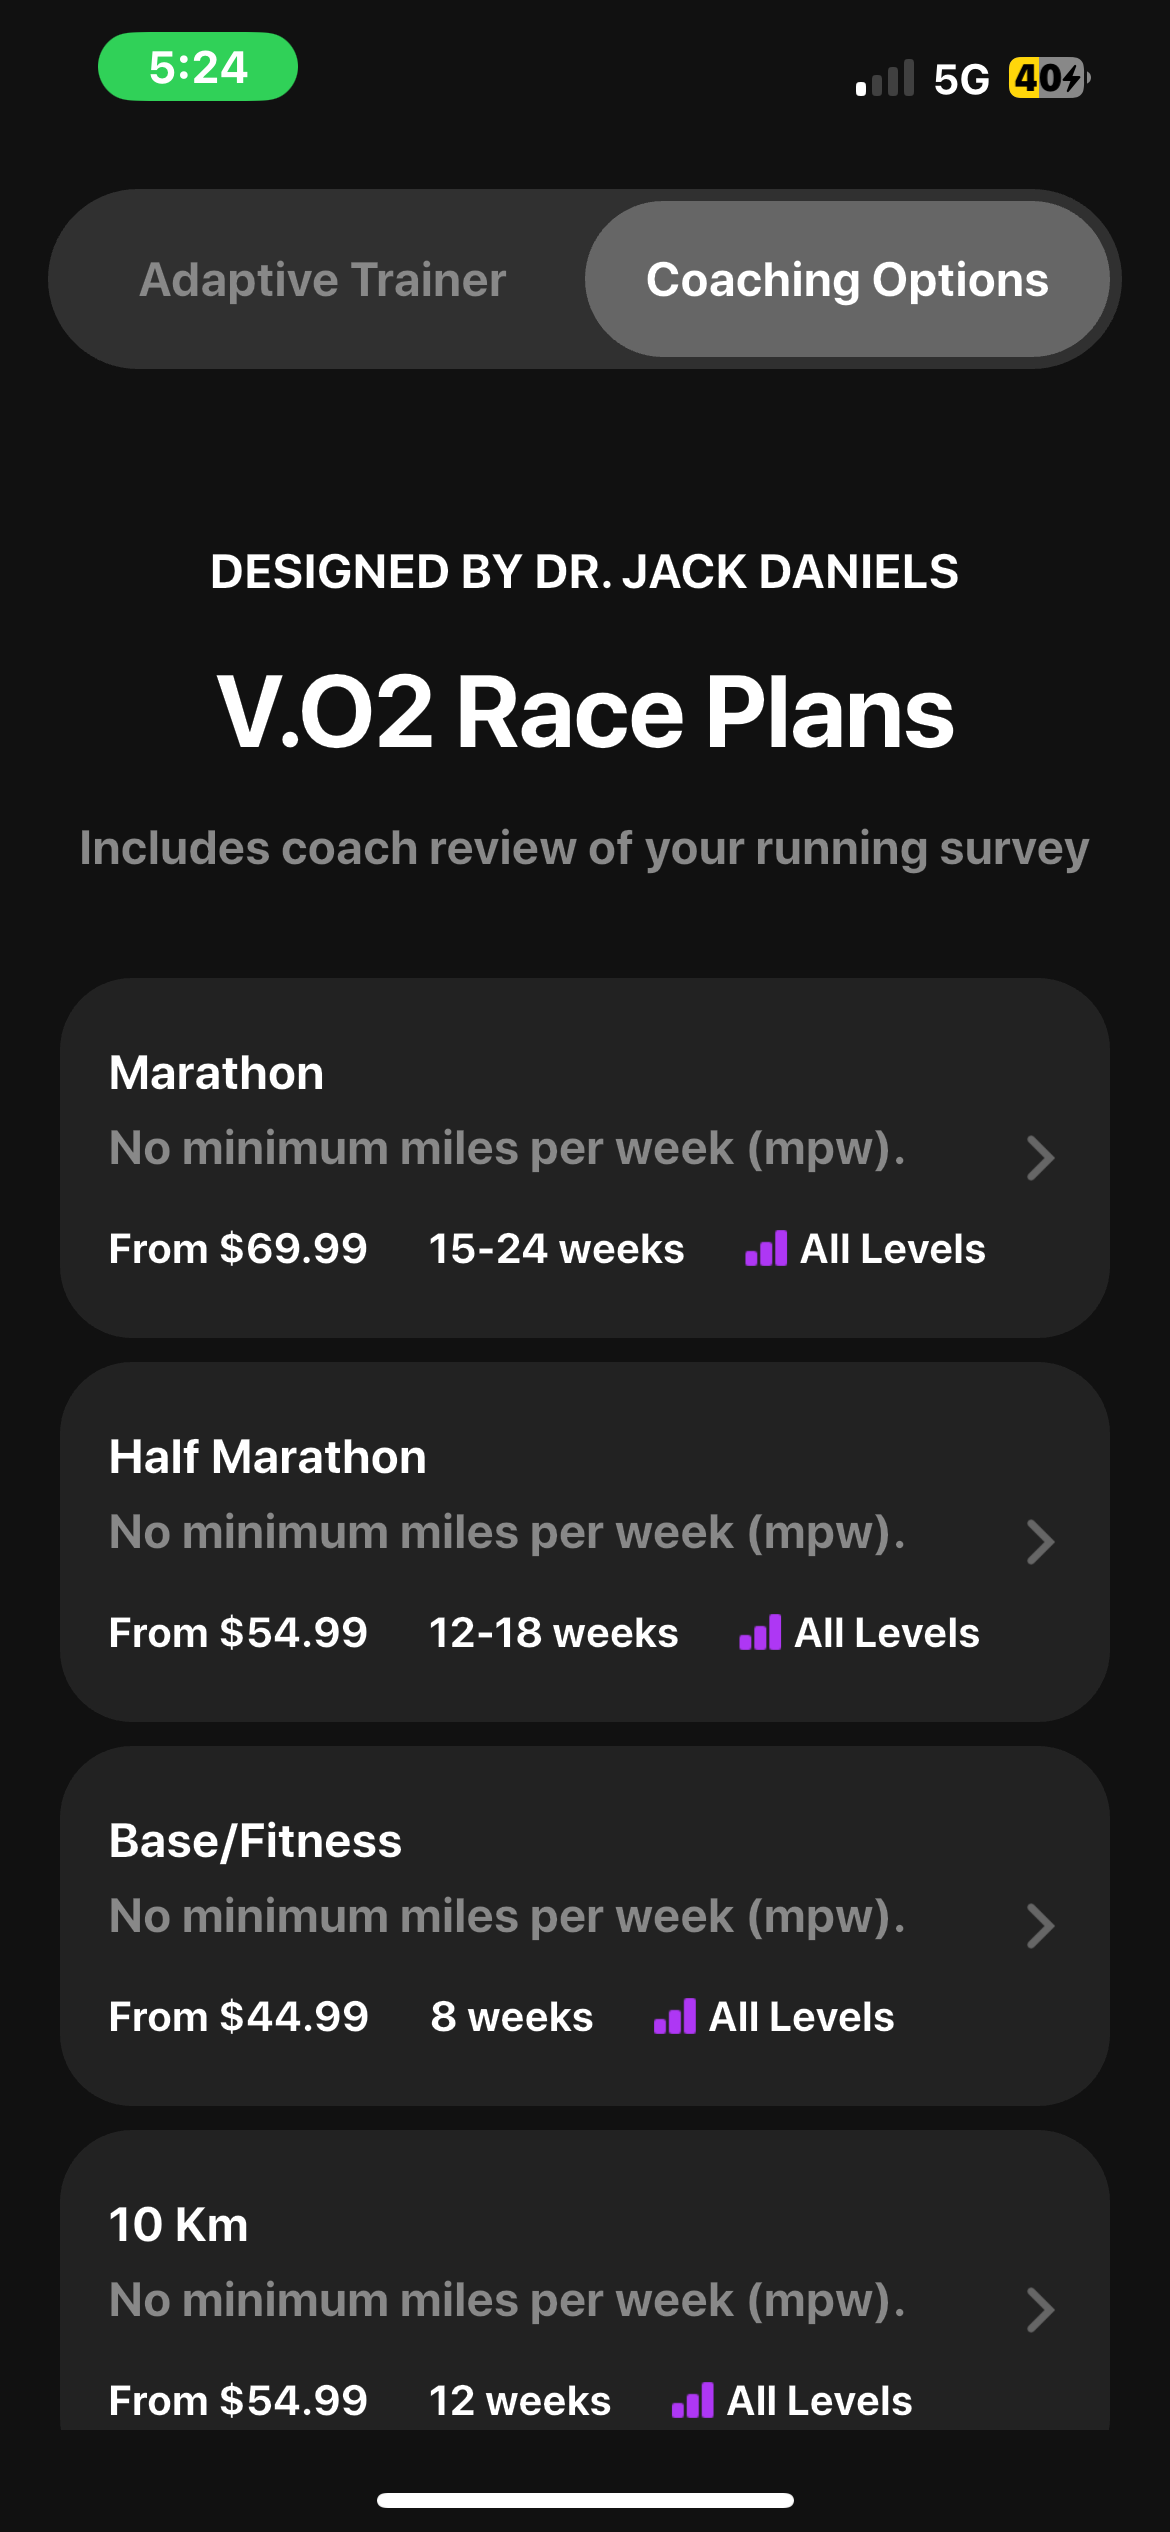 5:24
5G 40
Adaptive Trainer
Coaching Options
DESIGNED BY DR. JACK DANIELS
V.O2 Race Plans
Includes coach review of your running survey
Marathon
No minimum miles per week (mpw).
From $69.99 15-24 weeks All Levels
Half Marathon
No minimum miles per week (mpw).
From $54.99 12-18 weeks All Levels
Base/Fitness
No minimum miles per week (mpw).
From $44.99 8 weeks All Levels
10 Km
No minimum miles per week (mpw).
From $54.99 12 weeks All Levels